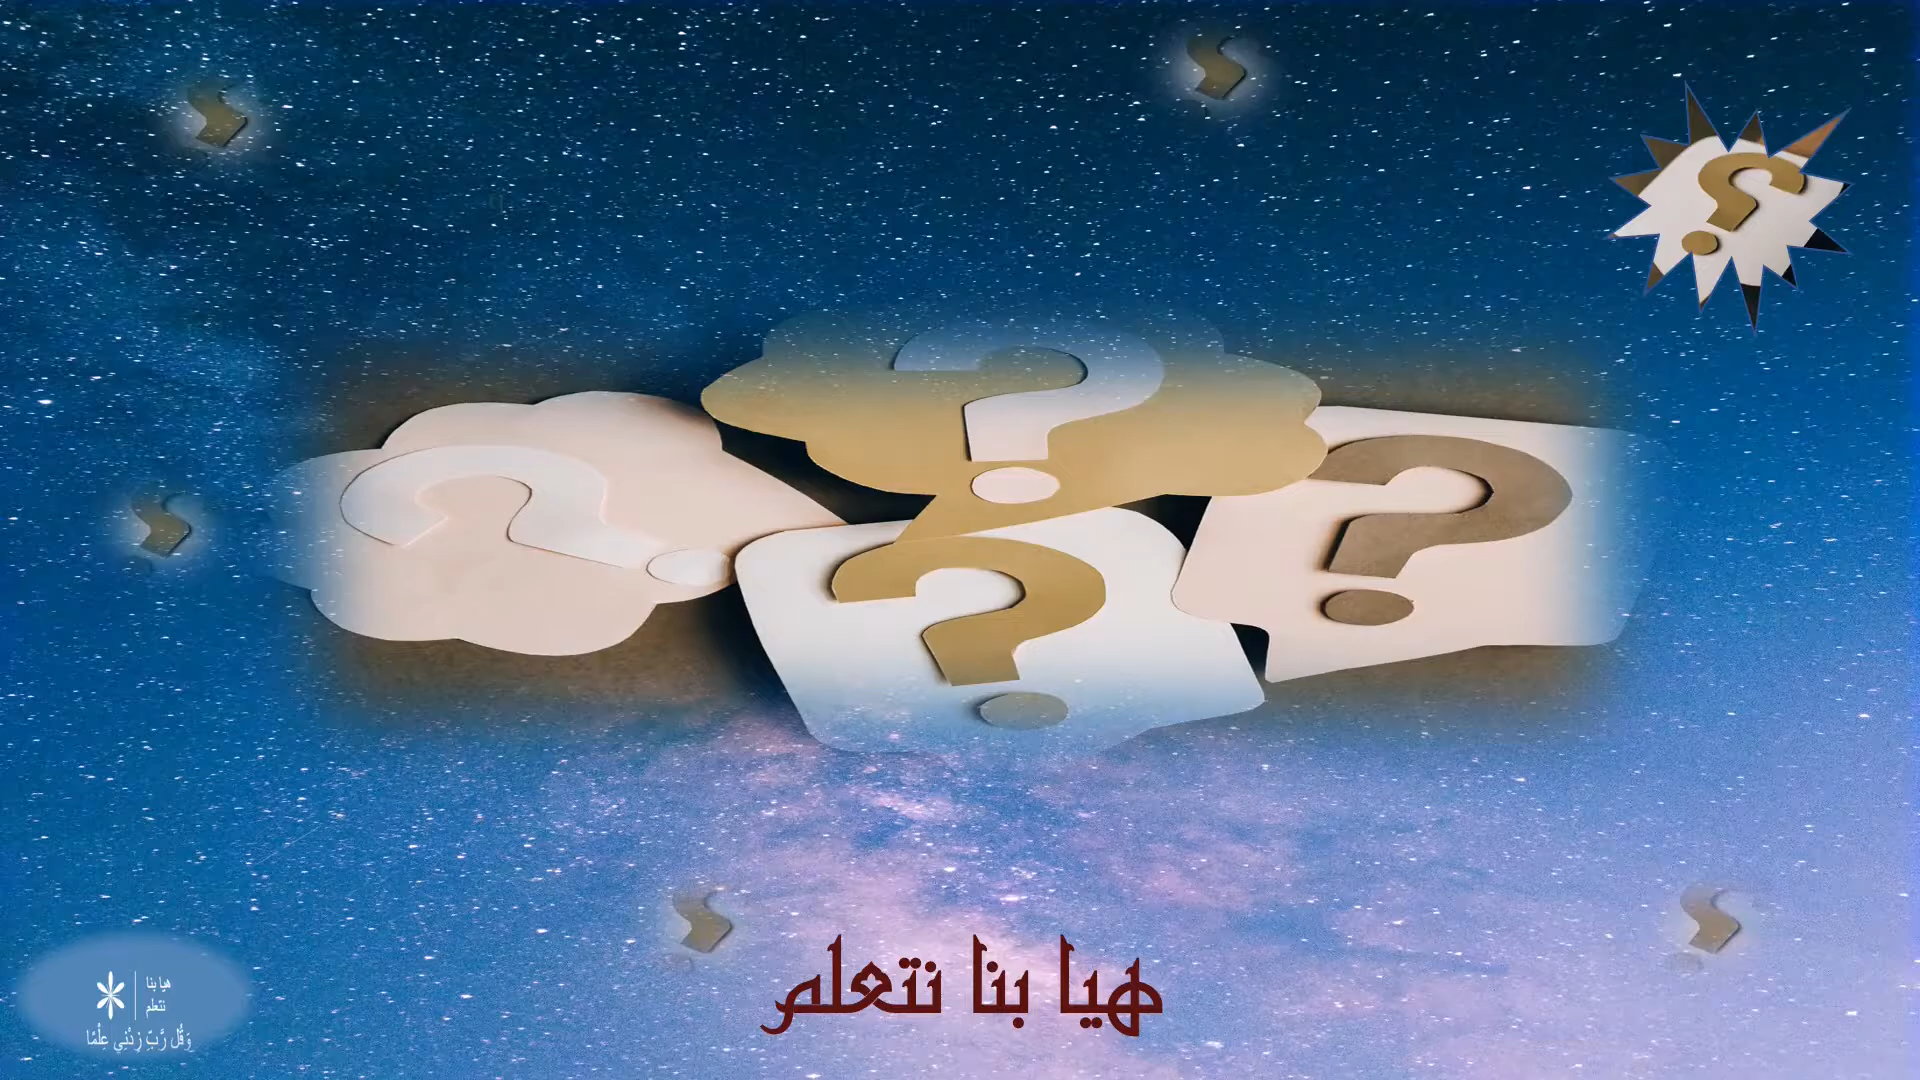 هيا بنا نتعلم
هيا بنا
نتعلم
وَقُل رَّبِّ زِدْنِي عِلْمًا